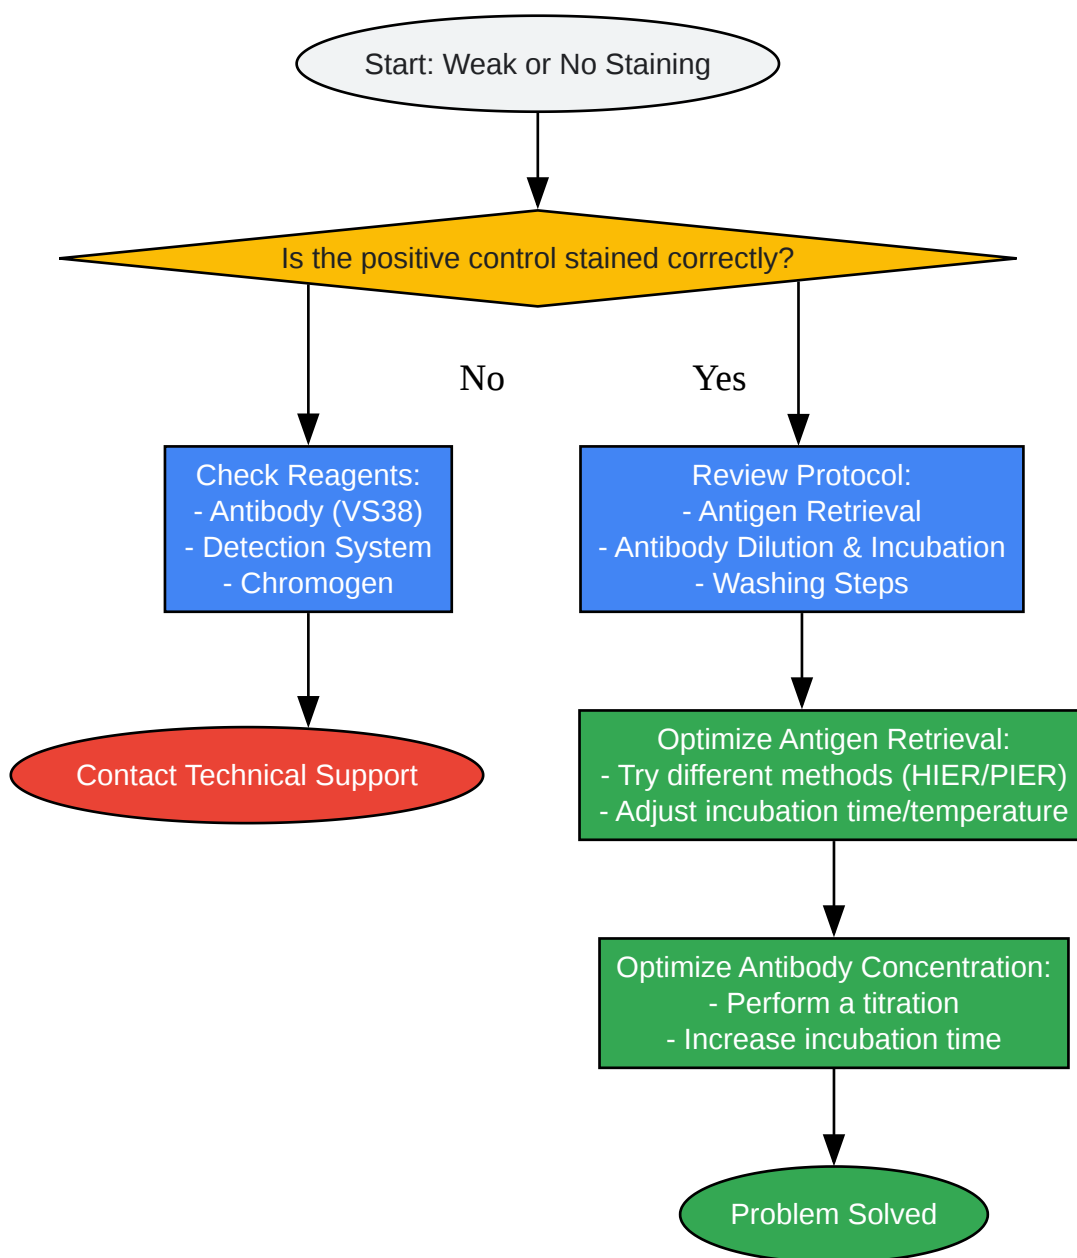 Start: Weak or No Staining
Is the positive control stained correctly?
No
Yes
Check Reagents:
- Antibody (VS38)
- Detection System
- Chromogen
Review Protocol:
- Antigen Retrieval
- Antibody Dilution & Incubation
- Washing Steps
Contact Technical Support
Optimize Antigen Retrieval:
- Try different methods (HIER/PIER)
- Adjust incubation time/temperature
Optimize Antibody Concentration:
- Perform a titration
- Increase incubation time
Problem Solved